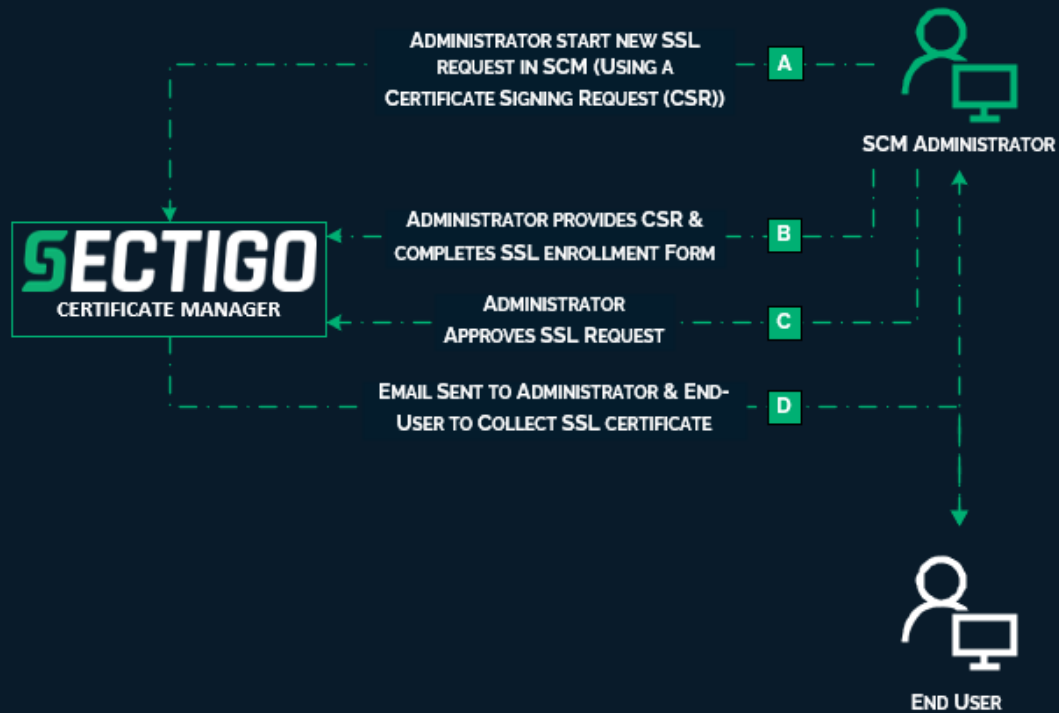 ADMINISTRATOR START NEW SSL
REQUEST IN SCM (USING A
CERTIFICATE SIGNING REQUEST (CSR))
A
SCM ADMINISTRATOR
ADMINISTRATOR PROVIDES CSR &
COMPLETES SSL ENROLLMENT FORM
B
SECTIGO
CERTIFICATE MANAGER
ADMINISTRATOR
APPROVES SSL REQUEST
C
EMAIL SENT TO ADMINISTRATOR & END-
USER TO COLLECT SSL CERTIFICATE
D
END USER